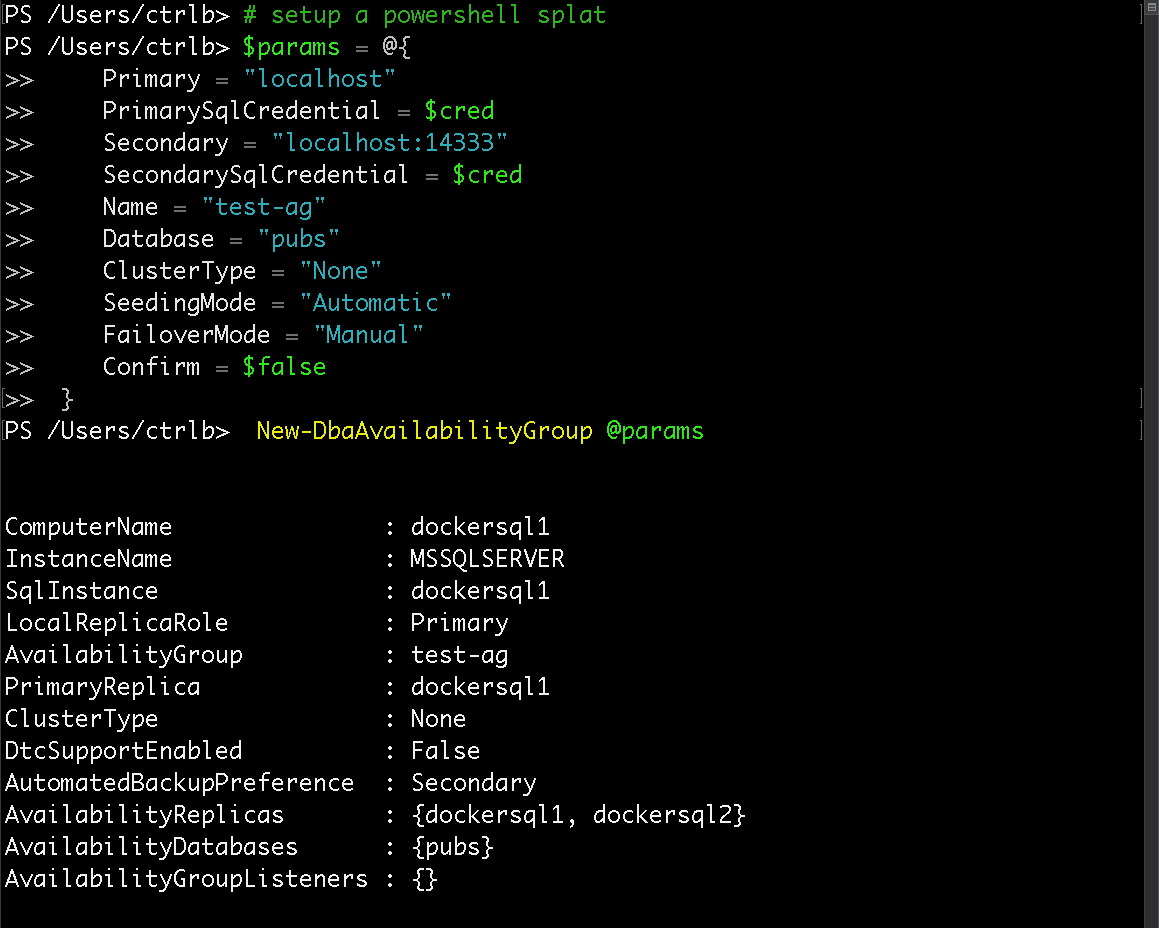 PS /Users/ctrlb> # setup a powershell splat
PS /Users/ctrlb> $params = @{
>>     Primary = "localhost"
>>     PrimarySqlCredential = $cred
>>     Secondary = "localhost:14333"
>>     SecondarySqlCredential = $cred
>>     Name = "test-ag"
>>     Database = "pubs"
>>     ClusterType = "None"
>>     SeedingMode = "Automatic"
>>     FailoverMode = "Manual"
>>     Confirm = $false
>>  }
PS /Users/ctrlb>  New-DbaAvailabilityGroup @params
ComputerName               : dockersql1
InstanceName               : MSSQLSERVER
SqlInstance                : dockersql1
LocalReplicaRole           : Primary
AvailabilityGroup          : test-ag
PrimaryReplica             : dockersql1
ClusterType                : None
DtcSupportEnabled          : False
AutomatedBackupPreference  : Secondary
AvailabilityReplicas       : {dockersql1, dockersql2}
AvailabilityDatabases      : {pubs}
AvailabilityGroupListeners : {}